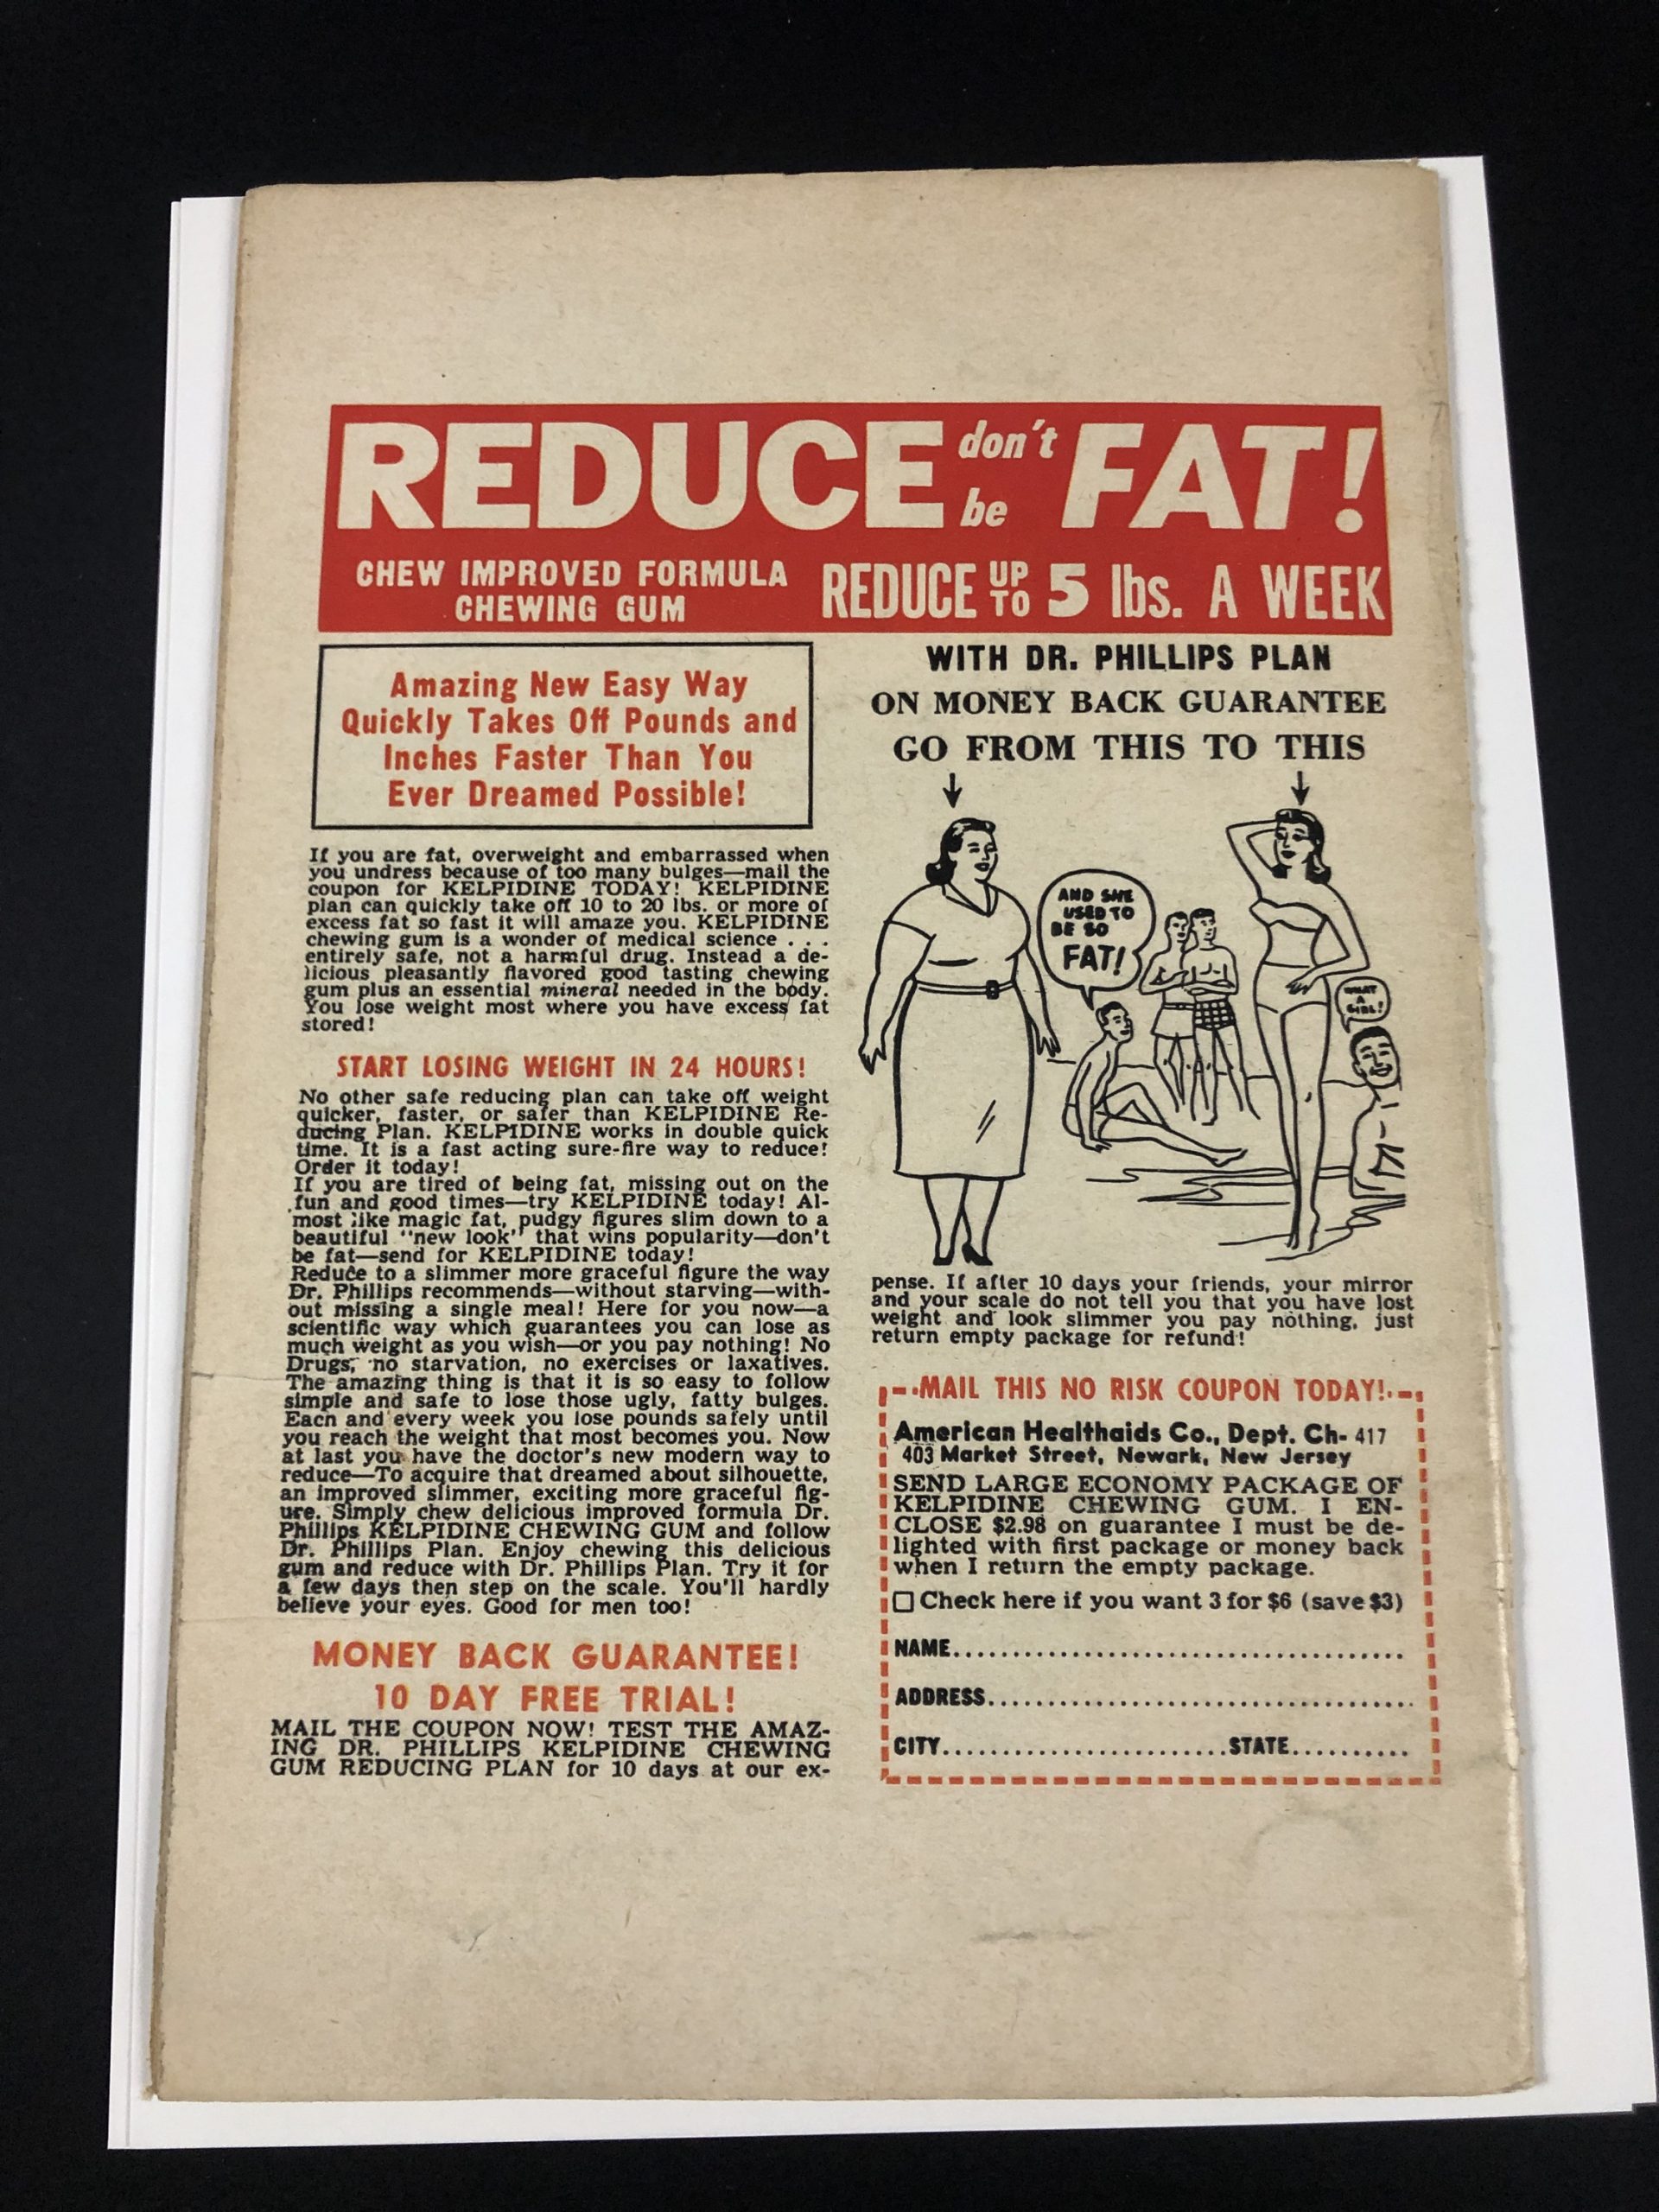 REDUCE don't be FAT!
CHEW IMPROVED FORMULA
CHEWING GUM
REDUCE UP TO 5 lbs. A WEEK
Amazing New Easy Way
Quickly Takes Off Pounds and
Inches Faster Than You
Ever Dreamed Possible!
If you are fat, overweight and embarrassed when
you undress because of too many bulges—mail the
coupon for KELPIDINE TODAY! KELPIDINE
plan can quickly take off 10 to 20 lbs. or more of
excess fat so fast it will amaze you. KELPIDINE
chewing gum is a wonder of medical science . . .
entirely safe, not a harmful drug. Instead a de-
licious pleasantly flavored good tasting chewing
gum plus an essential mineral needed in the body.
You lose weight most where you have excess fat
stored!
START LOSING WEIGHT IN 24 HOURS!
No other safe reducing plan can take off weight
quicker, faster, or safer than KELPIDINE Re-
ducing Plan. KELPIDINE works in double quick
time. It is a fast acting sure-fire way to reduce!
Order it today!
If you are tired of being fat, missing out on the
fun and good times—try KELPIDINE today! Al-
most like magic fat, pudgy figures slim down to a
beautiful "new look" that wins popularity—don't
be fat—send for KELPIDINE today!
Reduce to a slimmer more graceful figure the way
Dr. Phillips recommends—without starving—with-
out missing a single meal! Here for you now—a
scientific way which guarantees you can lose as
much weight as you wish—or you pay nothing! No
Drugs, no starvation, no exercises or laxatives.
The amazing thing is that it is so easy to follow
simple and safe to lose those ugly, fatty bulges.
Each and every week you lose pounds safely until
you reach the weight that most becomes you. Now
at last you have the doctor's new modern way to
reduce—To acquire that dreamed about silhouette,
an improved slimmer, exciting more graceful fig-
ure. Simply chew delicious improved formula Dr.
Phillips KELPIDINE CHEWING GUM and follow
Dr. Phillips Plan. Enjoy chewing this delicious
gum and reduce with Dr. Phillips Plan. Try it for
a few days then step on the scale. You'll hardly
believe your eyes. Good for men too!
MONEY BACK GUARANTEE!
10 DAY FREE TRIAL!
MAIL THE COUPON NOW! TEST THE AMAZ-
ING DR. PHILLIPS KELPIDINE CHEWING
GUM REDUCING PLAN for 10 days at our ex-
WITH DR. PHILLIPS PLAN
ON MONEY BACK GUARANTEE
GO FROM THIS TO THIS
AND SHE
USED TO
BE SO
FAT!
WHAT
A
GIRL!
pense. If after 10 days your friends, your mirror
and your scale do not tell you that you have lost
weight and look slimmer you pay nothing, just
return empty package for refund!
MAIL THIS NO RISK COUPON TODAY!
American Healthaids Co., Dept. Ch- 417
403 Market Street, Newark, New Jersey
SEND LARGE ECONOMY PACKAGE OF
KELPIDINE CHEWING GUM. I EN-
CLOSE $2.98 on guarantee I must be de-
lighted with first package or money back
when I return the empty package.
Check here if you want 3 for $6 (save $3)
NAME
ADDRESS
CITY STATE